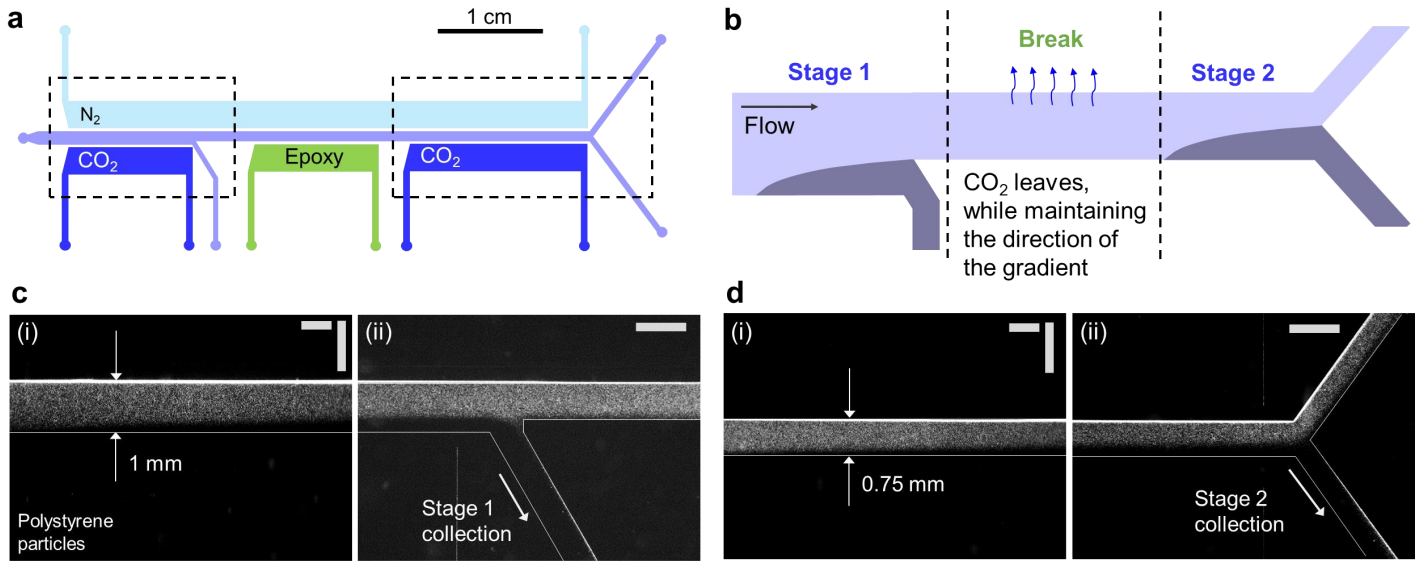 a
1 cm
N2
CO2
Epoxy
CO2
b
Stage 1
Break
Stage 2
Flow
CO2 leaves,
while maintaining
the direction of
the gradient
c
(i)
1 mm
Polystyrene
particles
(ii)
Stage 1
collection
d
(i)
0.75 mm
(ii)
Stage 2
collection